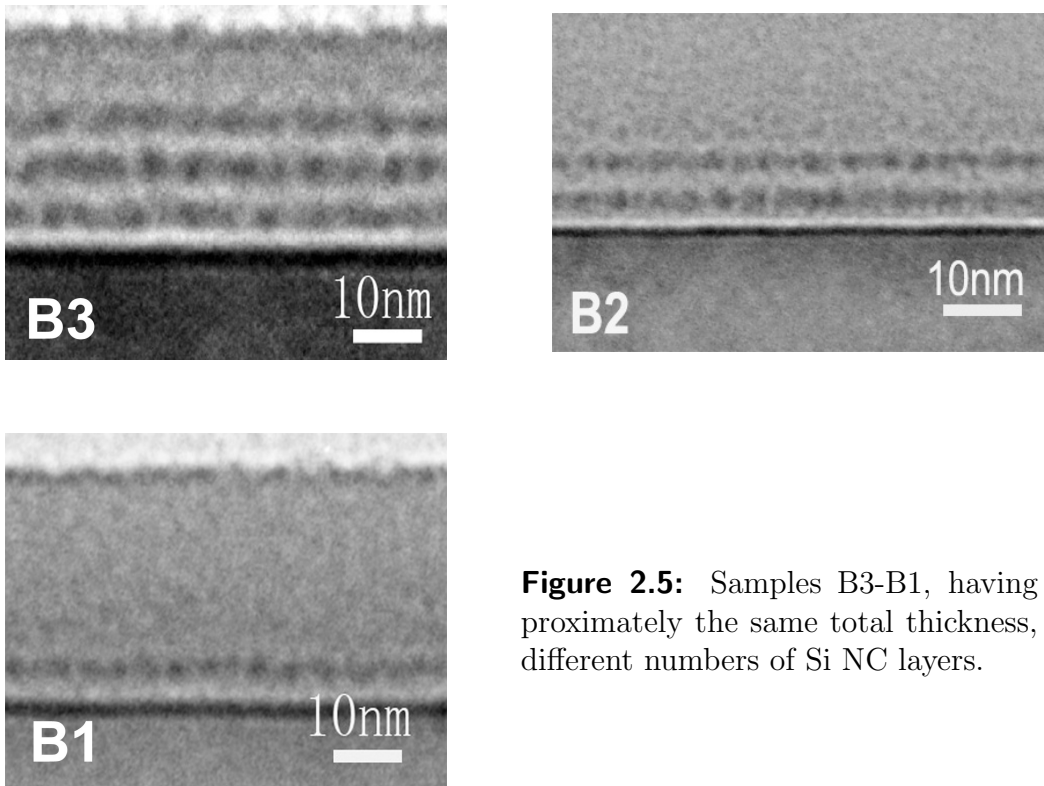 10nm
B3
10nm
B2
10nm
B1
Figure 2.5: Samples B3-B1, having
proximately the same total thickness,
different numbers of Si NC layers.